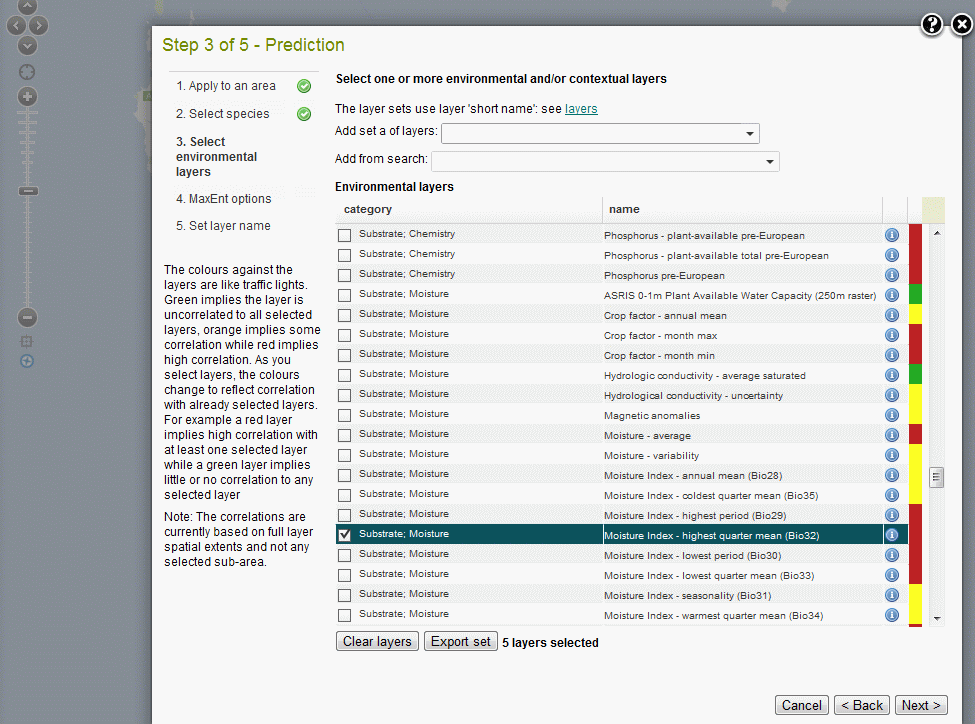 Step 3 of 5 - Prediction
1. Apply to an area
2. Select species
3. Select
environmental
layers
4. MaxEnt options
5. Set layer name
The colours against the
layers are like traffic lights.
Green implies the layer is
uncorrelated to all selected
layers, orange implies some
correlation while red implies
high correlation. As you
select layers, the colours
change to reflect correlation
with already selected layers.
For example a red layer
implies high correlation with
at least one selected layer
while a green layer implies
little or no correlation to any
selected layer
Note: The correlations are
currently based on full layer
spatial extents and not any
selected sub-area.
Select one or more environmental and/or contextual layers
The layer sets use layer 'short name': see layers
Add set a of layers:
Add from search:
Environmental layers
category name
Substrate; Chemistry Phosphorus - plant-available pre-European
Substrate; Chemistry Phosphorus - plant-available total pre-European
Substrate; Chemistry Phosphorus pre-European
Substrate; Moisture ASRIS 0-1m Plant Available Water Capacity (250m raster)
Substrate; Moisture Crop factor - annual mean
Substrate; Moisture Crop factor - month max
Substrate; Moisture Crop factor - month min
Substrate; Moisture Hydrologic conductivity - average saturated
Substrate; Moisture Hydrological conductivity - uncertainty
Substrate; Moisture Magnetic anomalies
Substrate; Moisture Moisture - average
Substrate; Moisture Moisture - variability
Substrate; Moisture Moisture Index - annual mean (Bio28)
Substrate; Moisture Moisture Index - coldest quarter mean (Bio35)
Substrate; Moisture Moisture Index - highest period (Bio29)
Substrate; Moisture Moisture Index - highest quarter mean (Bio32)
Substrate; Moisture Moisture Index - lowest period (Bio30)
Substrate; Moisture Moisture Index - lowest quarter mean (Bio33)
Substrate; Moisture Moisture Index - seasonality (Bio31)
Substrate; Moisture Moisture Index - warmest quarter mean (Bio34)
Clear layers Export set 5 layers selected
Cancel < Back Next >